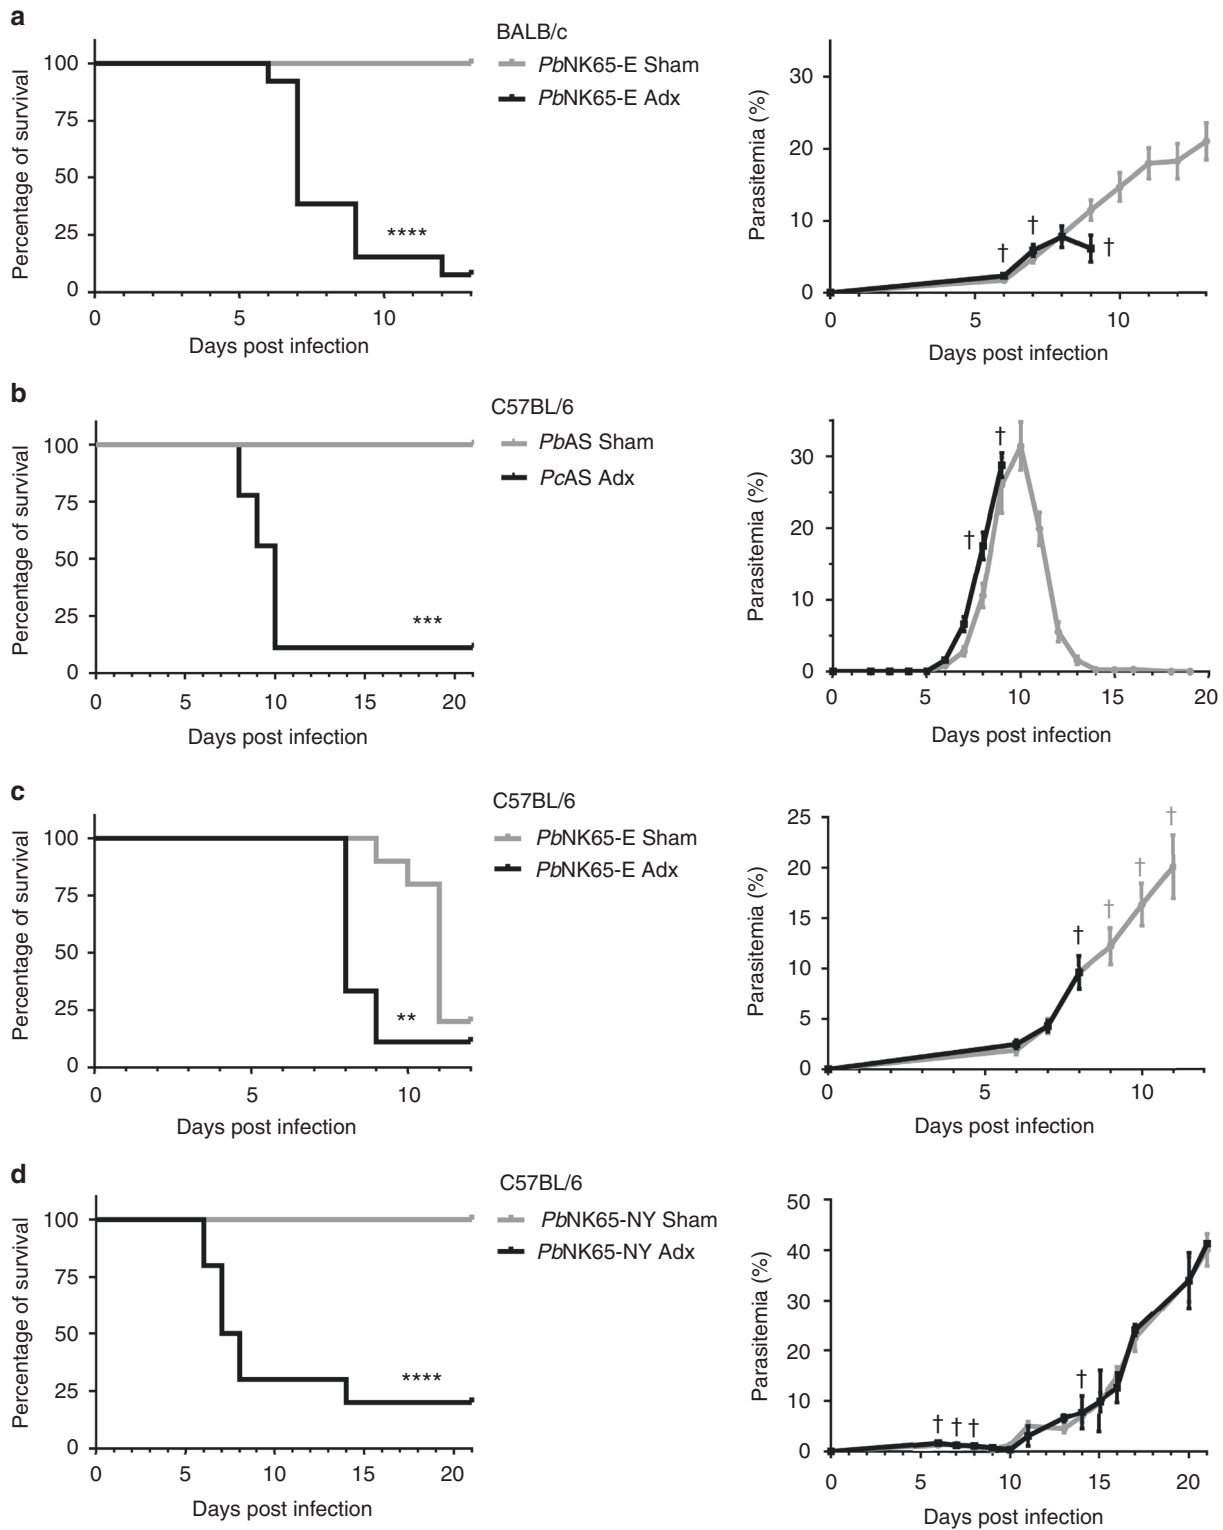 a
BALB/c
PbNK65-E Sham
PbNK65-E Adx
Percentage of survival
100
75
50
25
0
****
0 5 10
Days post infection
Parasitemia (%)
30
20
10
0
† † †
0 5 10
Days post infection
b
C57BL/6
PbAS Sham
PcAS Adx
Percentage of survival
100
75
50
25
0
***
0 5 10 15 20
Days post infection
Parasitemia (%)
30
20
10
0
† †
0 5 10 15 20
Days post infection
c
C57BL/6
PbNK65-E Sham
PbNK65-E Adx
Percentage of survival
100
75
50
25
0
**
0 5 10
Days post infection
Parasitemia (%)
25
20
15
10
5
0
† † † †
0 5 10
Days post infection
d
C57BL/6
PbNK65-NY Sham
PbNK65-NY Adx
Percentage of survival
100
75
50
25
0
****
0 5 10 15 20
Days post infection
Parasitemia (%)
50
40
30
20
10
0
† † † †
0 5 10 15 20
Days post infection